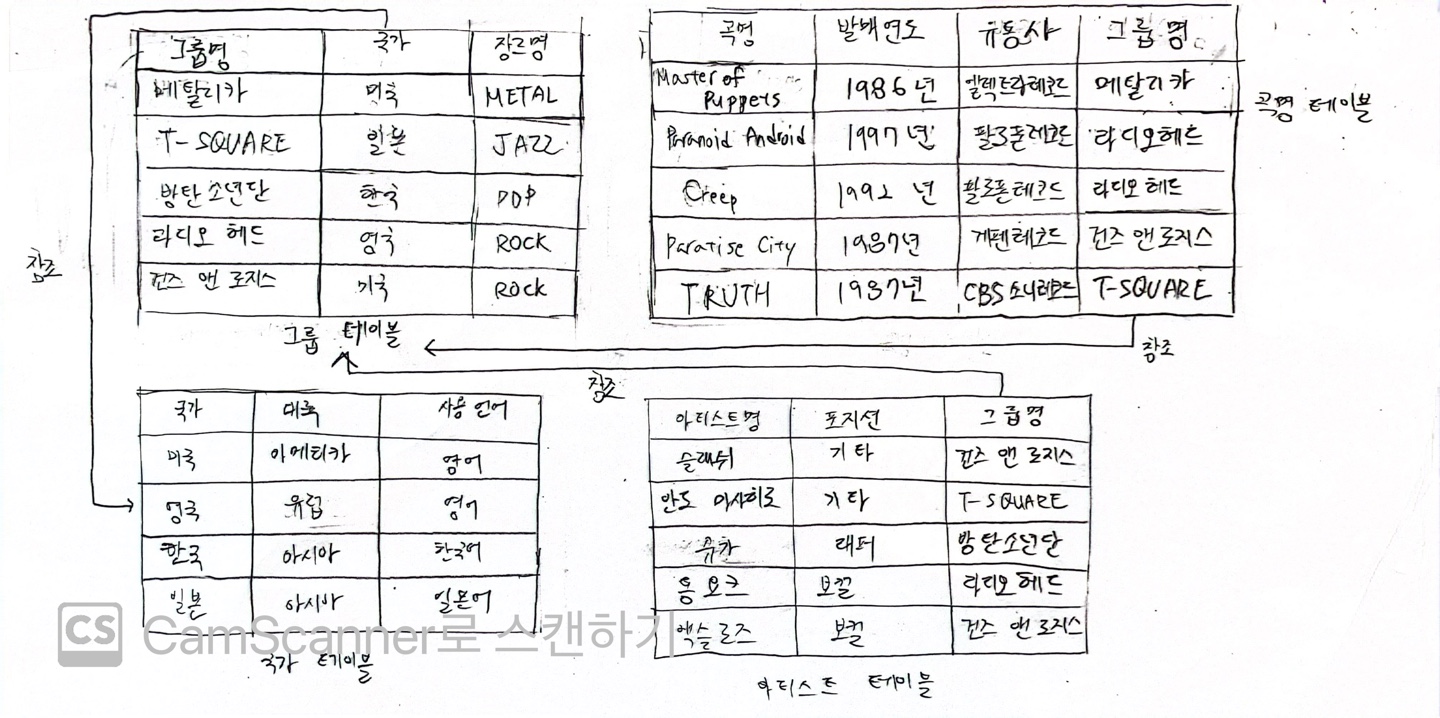 그룹명 국가 장르명
메탈리카 미국 METAL
T-SQUARE 일본 JAZZ
방탄소년단 한국 POP
라디오 헤드 영국 ROCK
건즈 앤 로지스 미국 ROCK
그룹 테이블
곡명 발매연도 유통사 그룹명
Master of Puppets 1986년 엘렉트라레코드 메탈리카
Paranoid Android 1997년 팔로폰레코드 라디오헤드
Creep 1992년 팔로폰레코드 라디오 헤드
Paratise City 1987년 게펜레코드 건즈 앤 로지스
TRUTH 1987년 CBS소니레코드 T-SQUARE
곡명 테이블
참조
참조
참조
국가 대륙 사용 언어
미국 아메리카 영어
영국 유럽 영어
한국 아시아 한국어
일본 아시아 일본어
국가 테이블
아티스트명 포지션 그룹명
슬래쉬 기타 건즈 앤 로지스
안도 마사히로 기타 T-SQUARE
슈가 래퍼 방탄소년단
톰 요크 보컬 라디오헤드
액슬로즈 보컬 건즈 앤 로지스
아티스트 테이블
CS CamScanner로 스캔하기